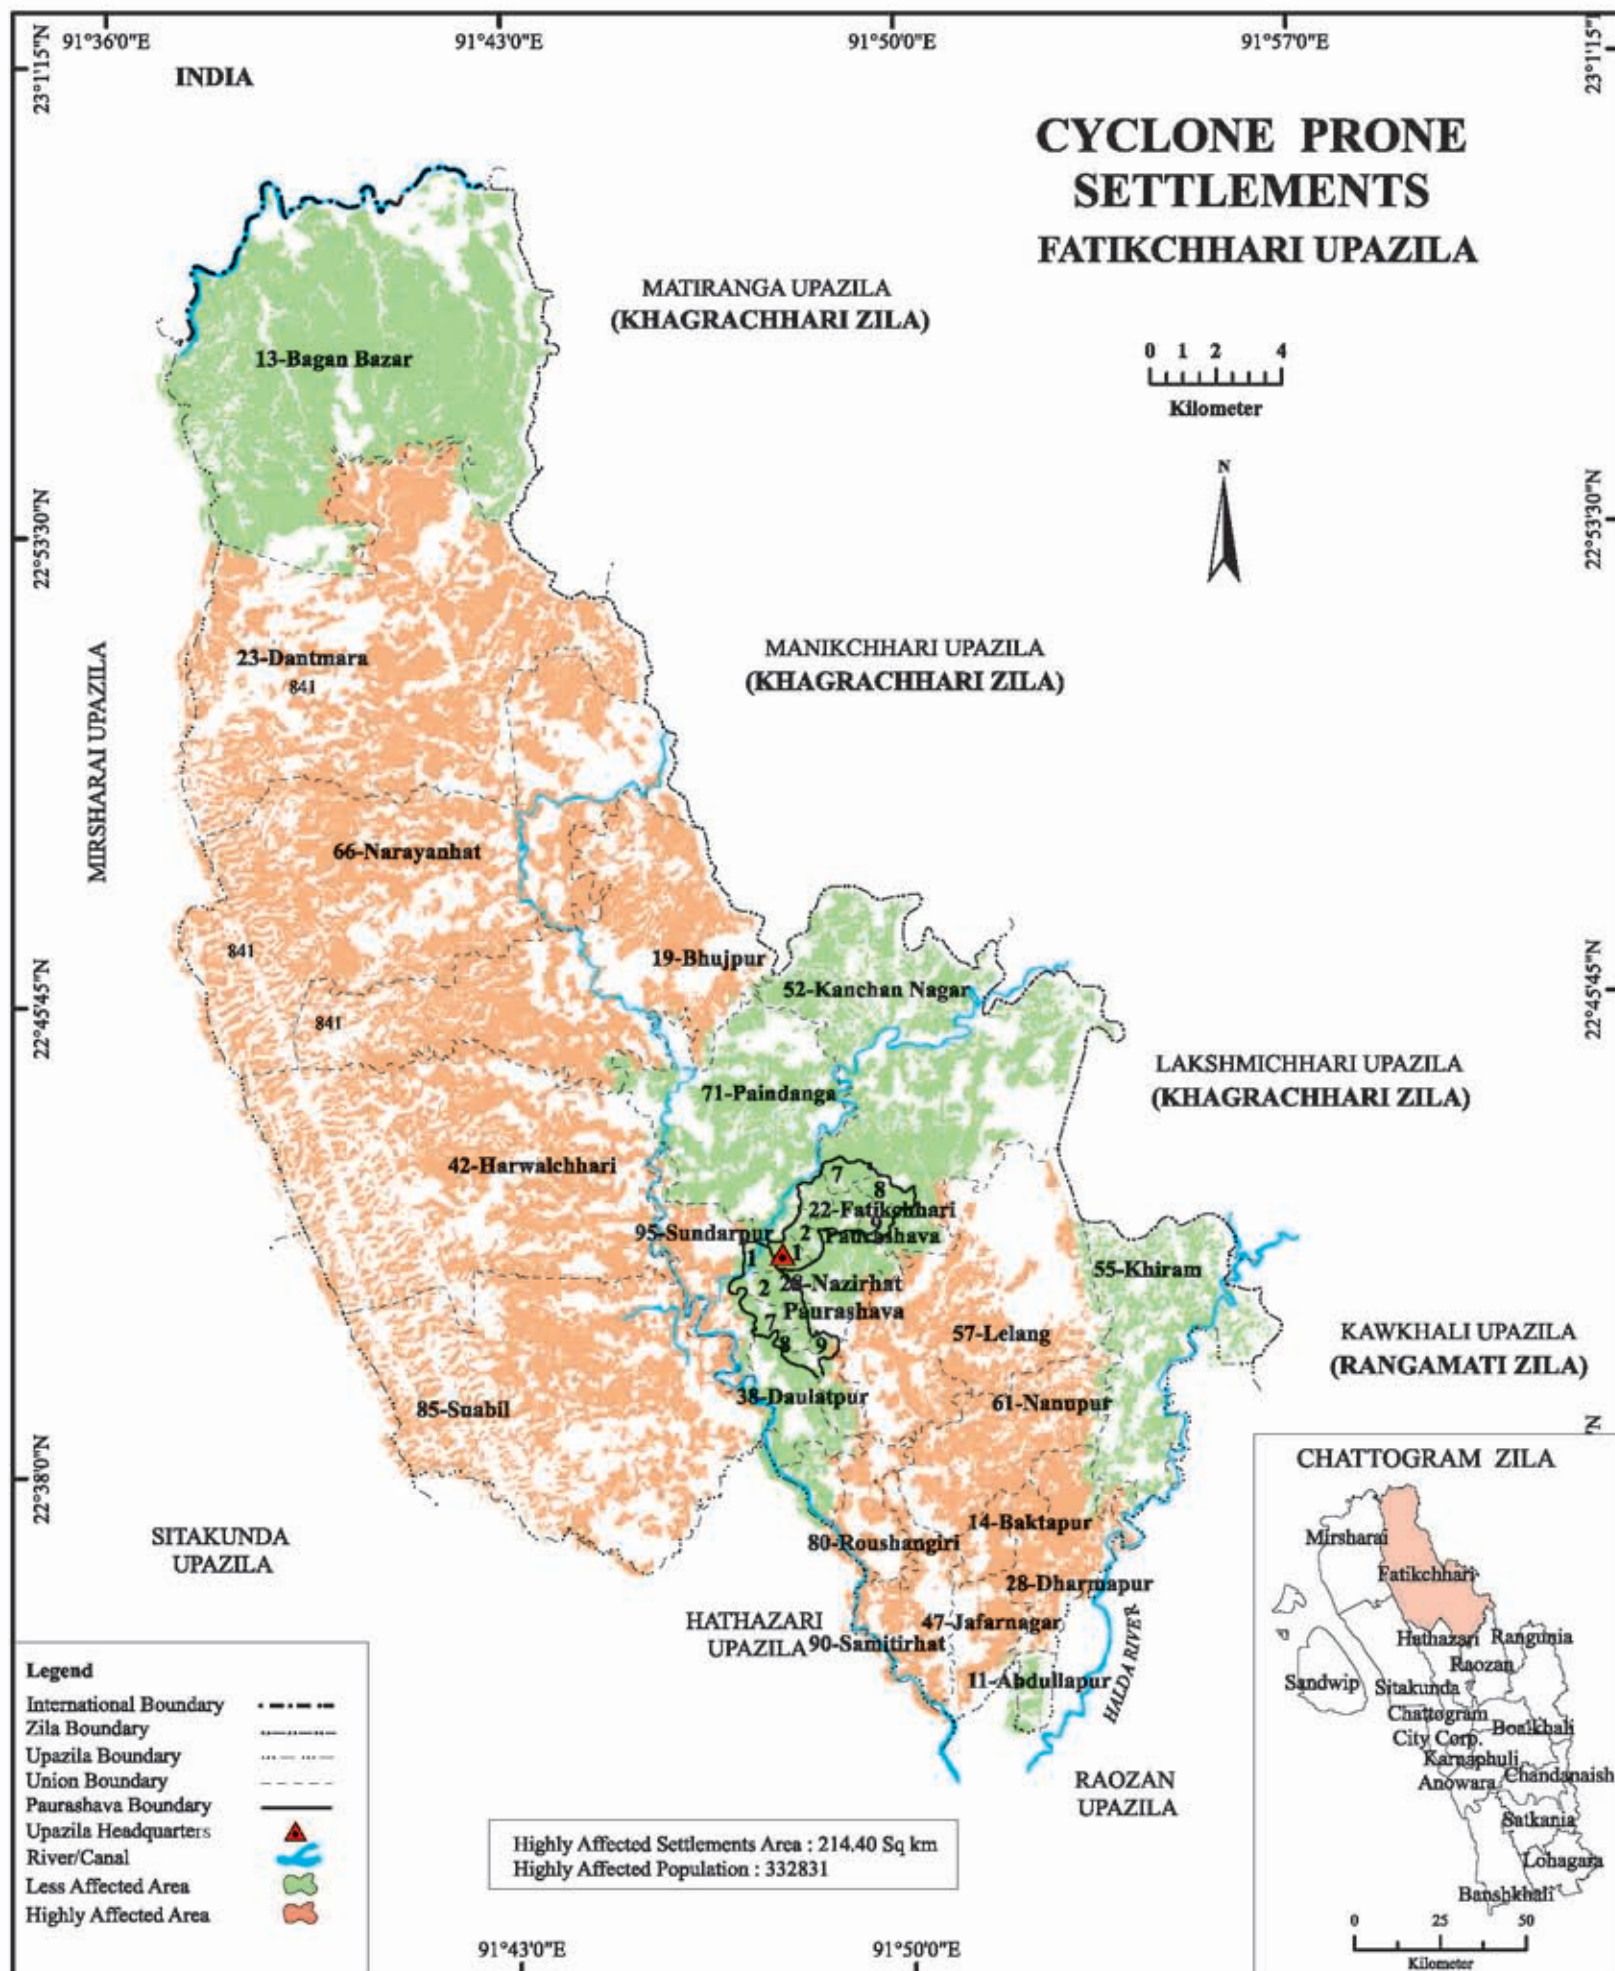 91°36'0"E
91°43'0"E
91°50'0"E
91°57'0"E
23°1'15"N
23°1'15"N
INDIA
CYCLONE PRONE
SETTLEMENTS
FATIKCHHARI UPAZILA
MATIRANGA UPAZILA
(KHAGRACHHARI ZILA)
0 1 2 4
Kilometer
13-Bagan Bazar
N
22°53'30"N
22°53'30"N
MANIKCHHARI UPAZILA
(KHAGRACHHARI ZILA)
23-Dantmara
841
MIRSHARAI UPAZILA
66-Narayanhat
841
19-Bhujpur
52-Kanchan Nagar
841
22°45'45"N
22°45'45"N
LAKSHMICHHARI UPAZILA
(KHAGRACHHARI ZILA)
71-Paindanga
42-Harwalchhari
7
8
22-Fatikchhari
9
95-Sundarpur
2
Paurashava
1
1
55-Khiram
2
28-Nazirhat
Paurashava
7
8
9
57-Lelang
KAWKHALI UPAZILA
(RANGAMATI ZILA)
38-Daulatpur
61-Nanupur
85-Suabil
N
22°38'0"N
14-Baktapur
SITAKUNDA
UPAZILA
80-Roushangiri
28-Dharmapur
HATHAZARI
UPAZILA
47-Jafarnagar
90-Samitirhat
11-Abdullapur
HALDA RIVER
RAOZAN
UPAZILA
CHATTOGRAM ZILA
Mirsharai
Fatikchhari
Hathazari
Rangunia
Raozan
Sandwip
Sitakunda
Chattogram
City Corp.
Boalkhali
Karnaphuli
Anowara
Chandanaish
Satkania
Lohagara
Banshkhali
0 25 50
Kilometer
Legend
International Boundary
Zila Boundary
Upazila Boundary
Union Boundary
Paurashava Boundary
Upazila Headquarters
River/Canal
Less Affected Area
Highly Affected Area
Highly Affected Settlements Area : 214.40 Sq km
Highly Affected Population : 332831
91°43'0"E
91°50'0"E